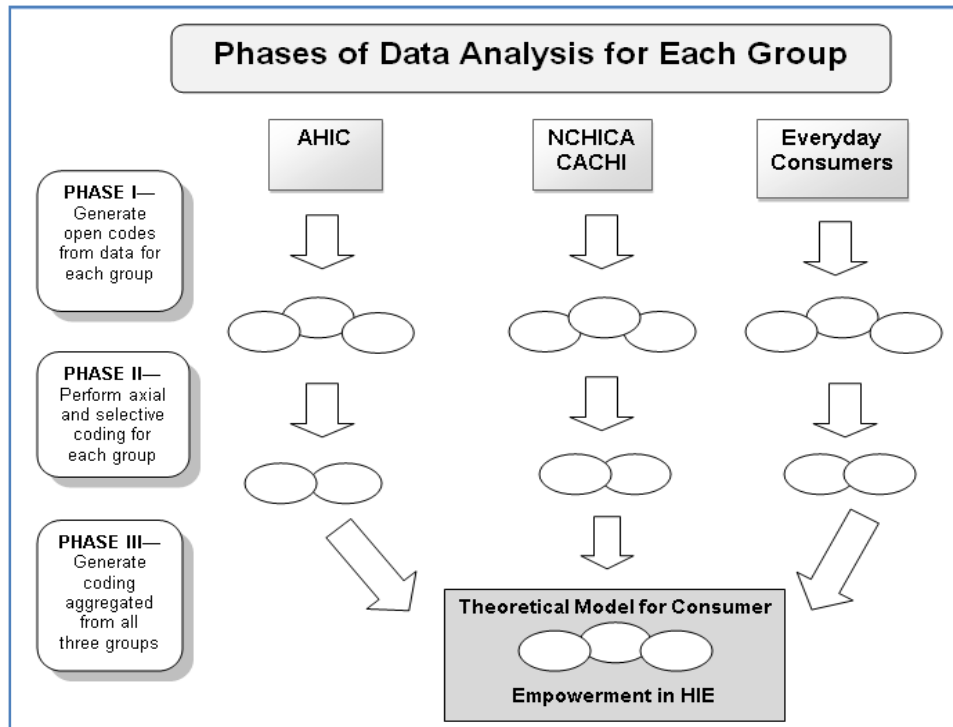 Phases of Data Analysis for Each Group
AHIC
NCHICA
CACHI
Everyday
Consumers
PHASE I—
Generate
open codes
from data for
each group
PHASE II—
Perform axial
and selective
coding for
each group
PHASE III—
Generate
coding
aggregated
from all
three groups
Theoretical Model for Consumer
Empowerment in HIE